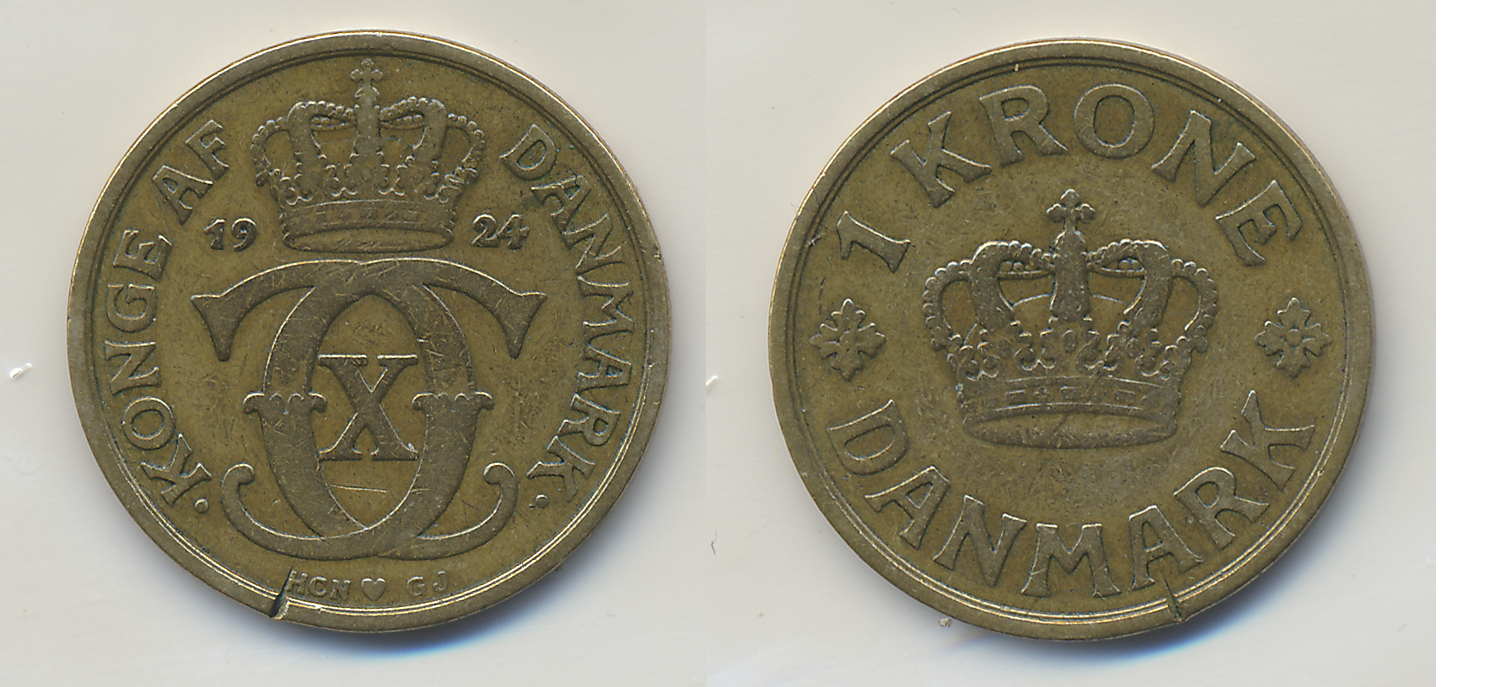 · KONGE AF DANMARK ·
19 24
X
HCN ♥ GJ
1 KRONE
DANMARK